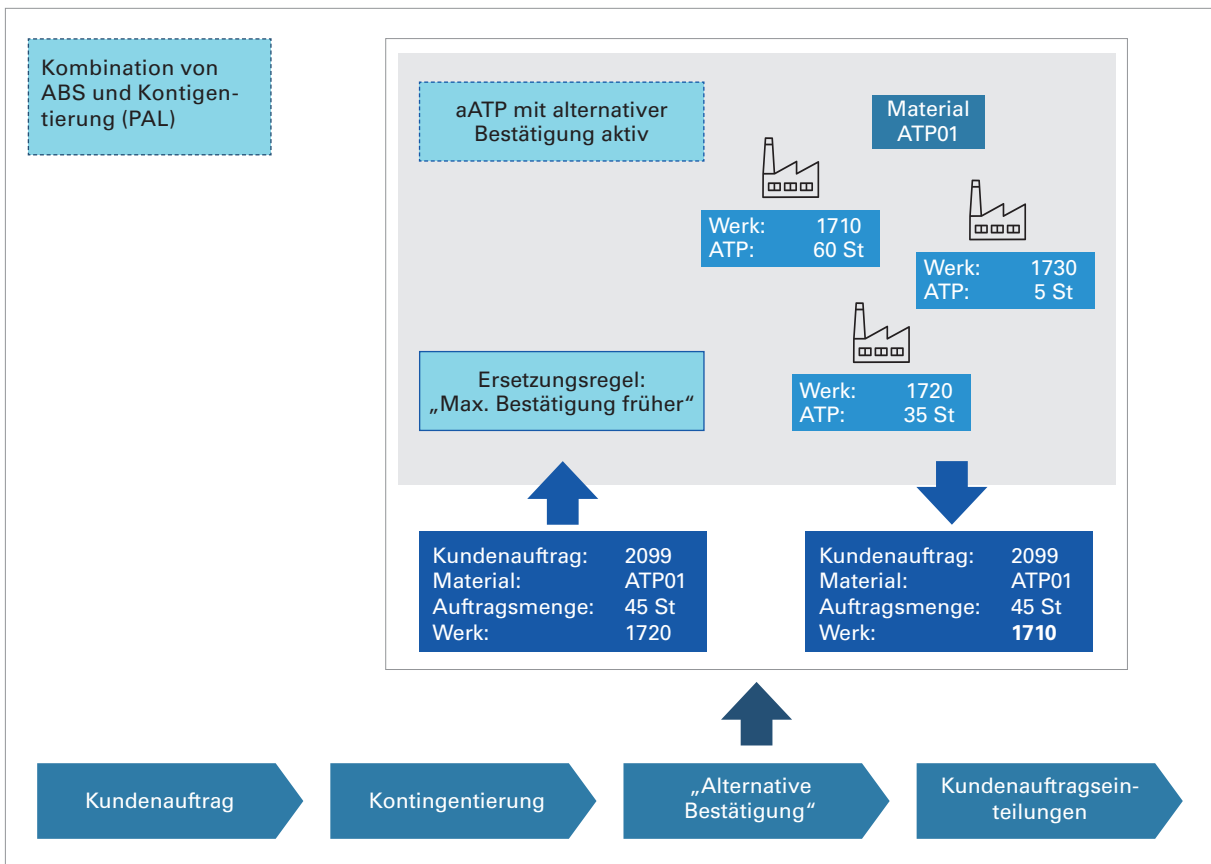 Kombination von
ABS und Kontigen-
tierung (PAL)
aATP mit alternativer
Bestätigung aktiv
Material
ATP01
Werk: 1710
ATP: 60 St
Werk: 1730
ATP: 5 St
Werk: 1720
ATP: 35 St
Ersetzungsregel:
„Max. Bestätigung früher“
Kundenauftrag: 2099
Material: ATP01
Auftragsmenge: 45 St
Werk: 1720
Kundenauftrag: 2099
Material: ATP01
Auftragsmenge: 45 St
Werk: 1710
Kundenauftrag
Kontingentierung
„Alternative
Bestätigung“
Kundenauftragsein-
teilungen